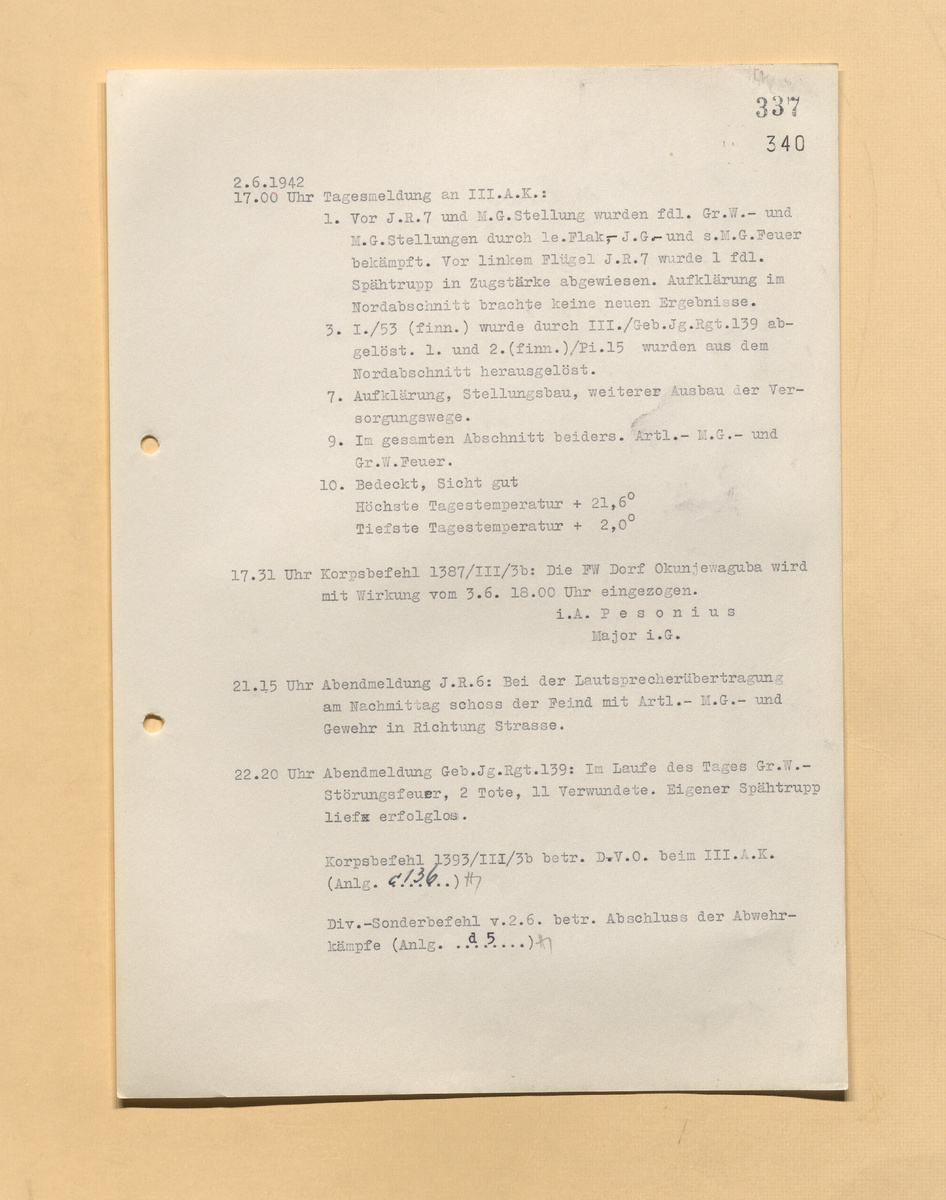 337
340
2.6.1942
17.00 Uhr Tagesmeldung an III.A.K.:
1. Vor J.R.7 und M.G.Stellung wurden fdl. Gr.W.- und
M.G.Stellungen durch le.Flak,- J.G.- und s.M.G.Feuer
bekämpft. Vor linkem Flügel J.R.7 wurde 1 fdl.
Spähtrupp in Zugstärke abgewiesen. Aufklärung im
Nordabschnitt brachte keine neuen Ergebnisse.
3. I./53 (finn.) wurde durch III./Geb.Jg.Rgt.139 ab-
gelöst. 1. und 2.(finn.)/Pi.15 wurden aus dem
Nordabschnitt herausgelöst.
7. Aufklärung, Stellungsbau, weiterer Ausbau der Ver-
sorgungswege.
9. Im gesamten Abschnitt beiders. Artl.- M.G.- und
Gr.W.Feuer.
10. Bedeckt, Sicht gut
Höchste Tagestemperatur + 21,6°
Tiefste Tagestemperatur + 2,0°
17.31 Uhr Korpsbefehl 1387/III/3b: Die FW Dorf Okunjewaguba wird
mit Wirkung vom 3.6. 18.00 Uhr eingezogen.
i.A. P e s o n i u s
Major i.G.
21.15 Uhr Abendmeldung J.R.6: Bei der Lautsprecherübertragung
am Nachmittag schoss der Feind mit Artl.- M.G.- und
Gewehr in Richtung Strasse.
22.20 Uhr Abendmeldung Geb.Jg.Rgt.139: Im Laufe des Tages Gr.W.-
Störungsfeuer, 2 Tote, 11 Verwundete. Eigener Spähtrupp
lief erfolglos.
Korpsbefehl 1393/III/3b betr. D.V.O. beim III.A.K.
(Anlg. c136..)
Div.-Sonderbefehl v.2.6. betr. Abschluss der Abwehr-
kämpfe (Anlg. ..d 5....)